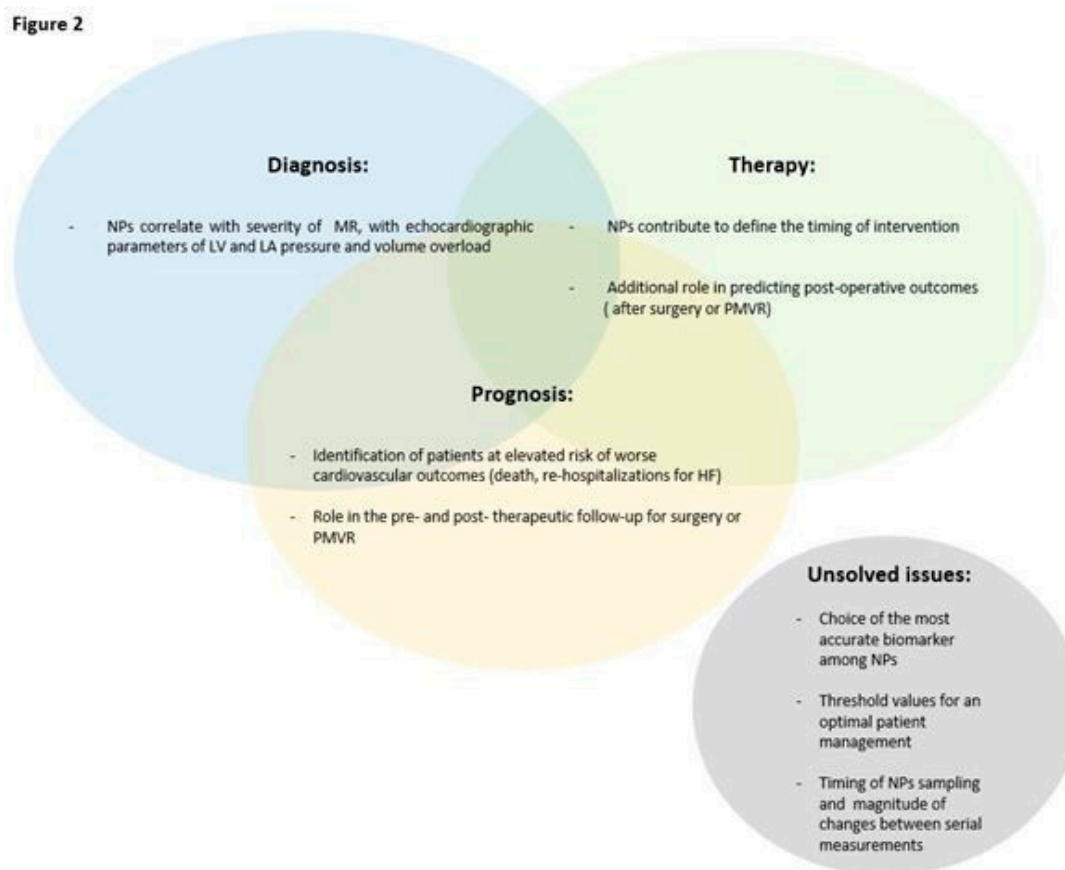 Figure 2
Diagnosis:
- NPs correlate with severity of MR, with echocardiographic
parameters of LV and LA pressure and volume overload
Therapy:
- NPs contribute to define the timing of intervention
- Additional role in predicting post-operative outcomes
( after surgery or PMVR)
Prognosis:
- Identification of patients at elevated risk of worse
cardiovascular outcomes (death, re-hospitalizations for HF)
- Role in the pre- and post- therapeutic follow-up for surgery or
PMVR
Unsolved issues:
- Choice of the most
accurate biomarker
among NPs
- Threshold values for an
optimal patient
management
- Timing of NPs sampling
and magnitude of
changes between serial
measurements